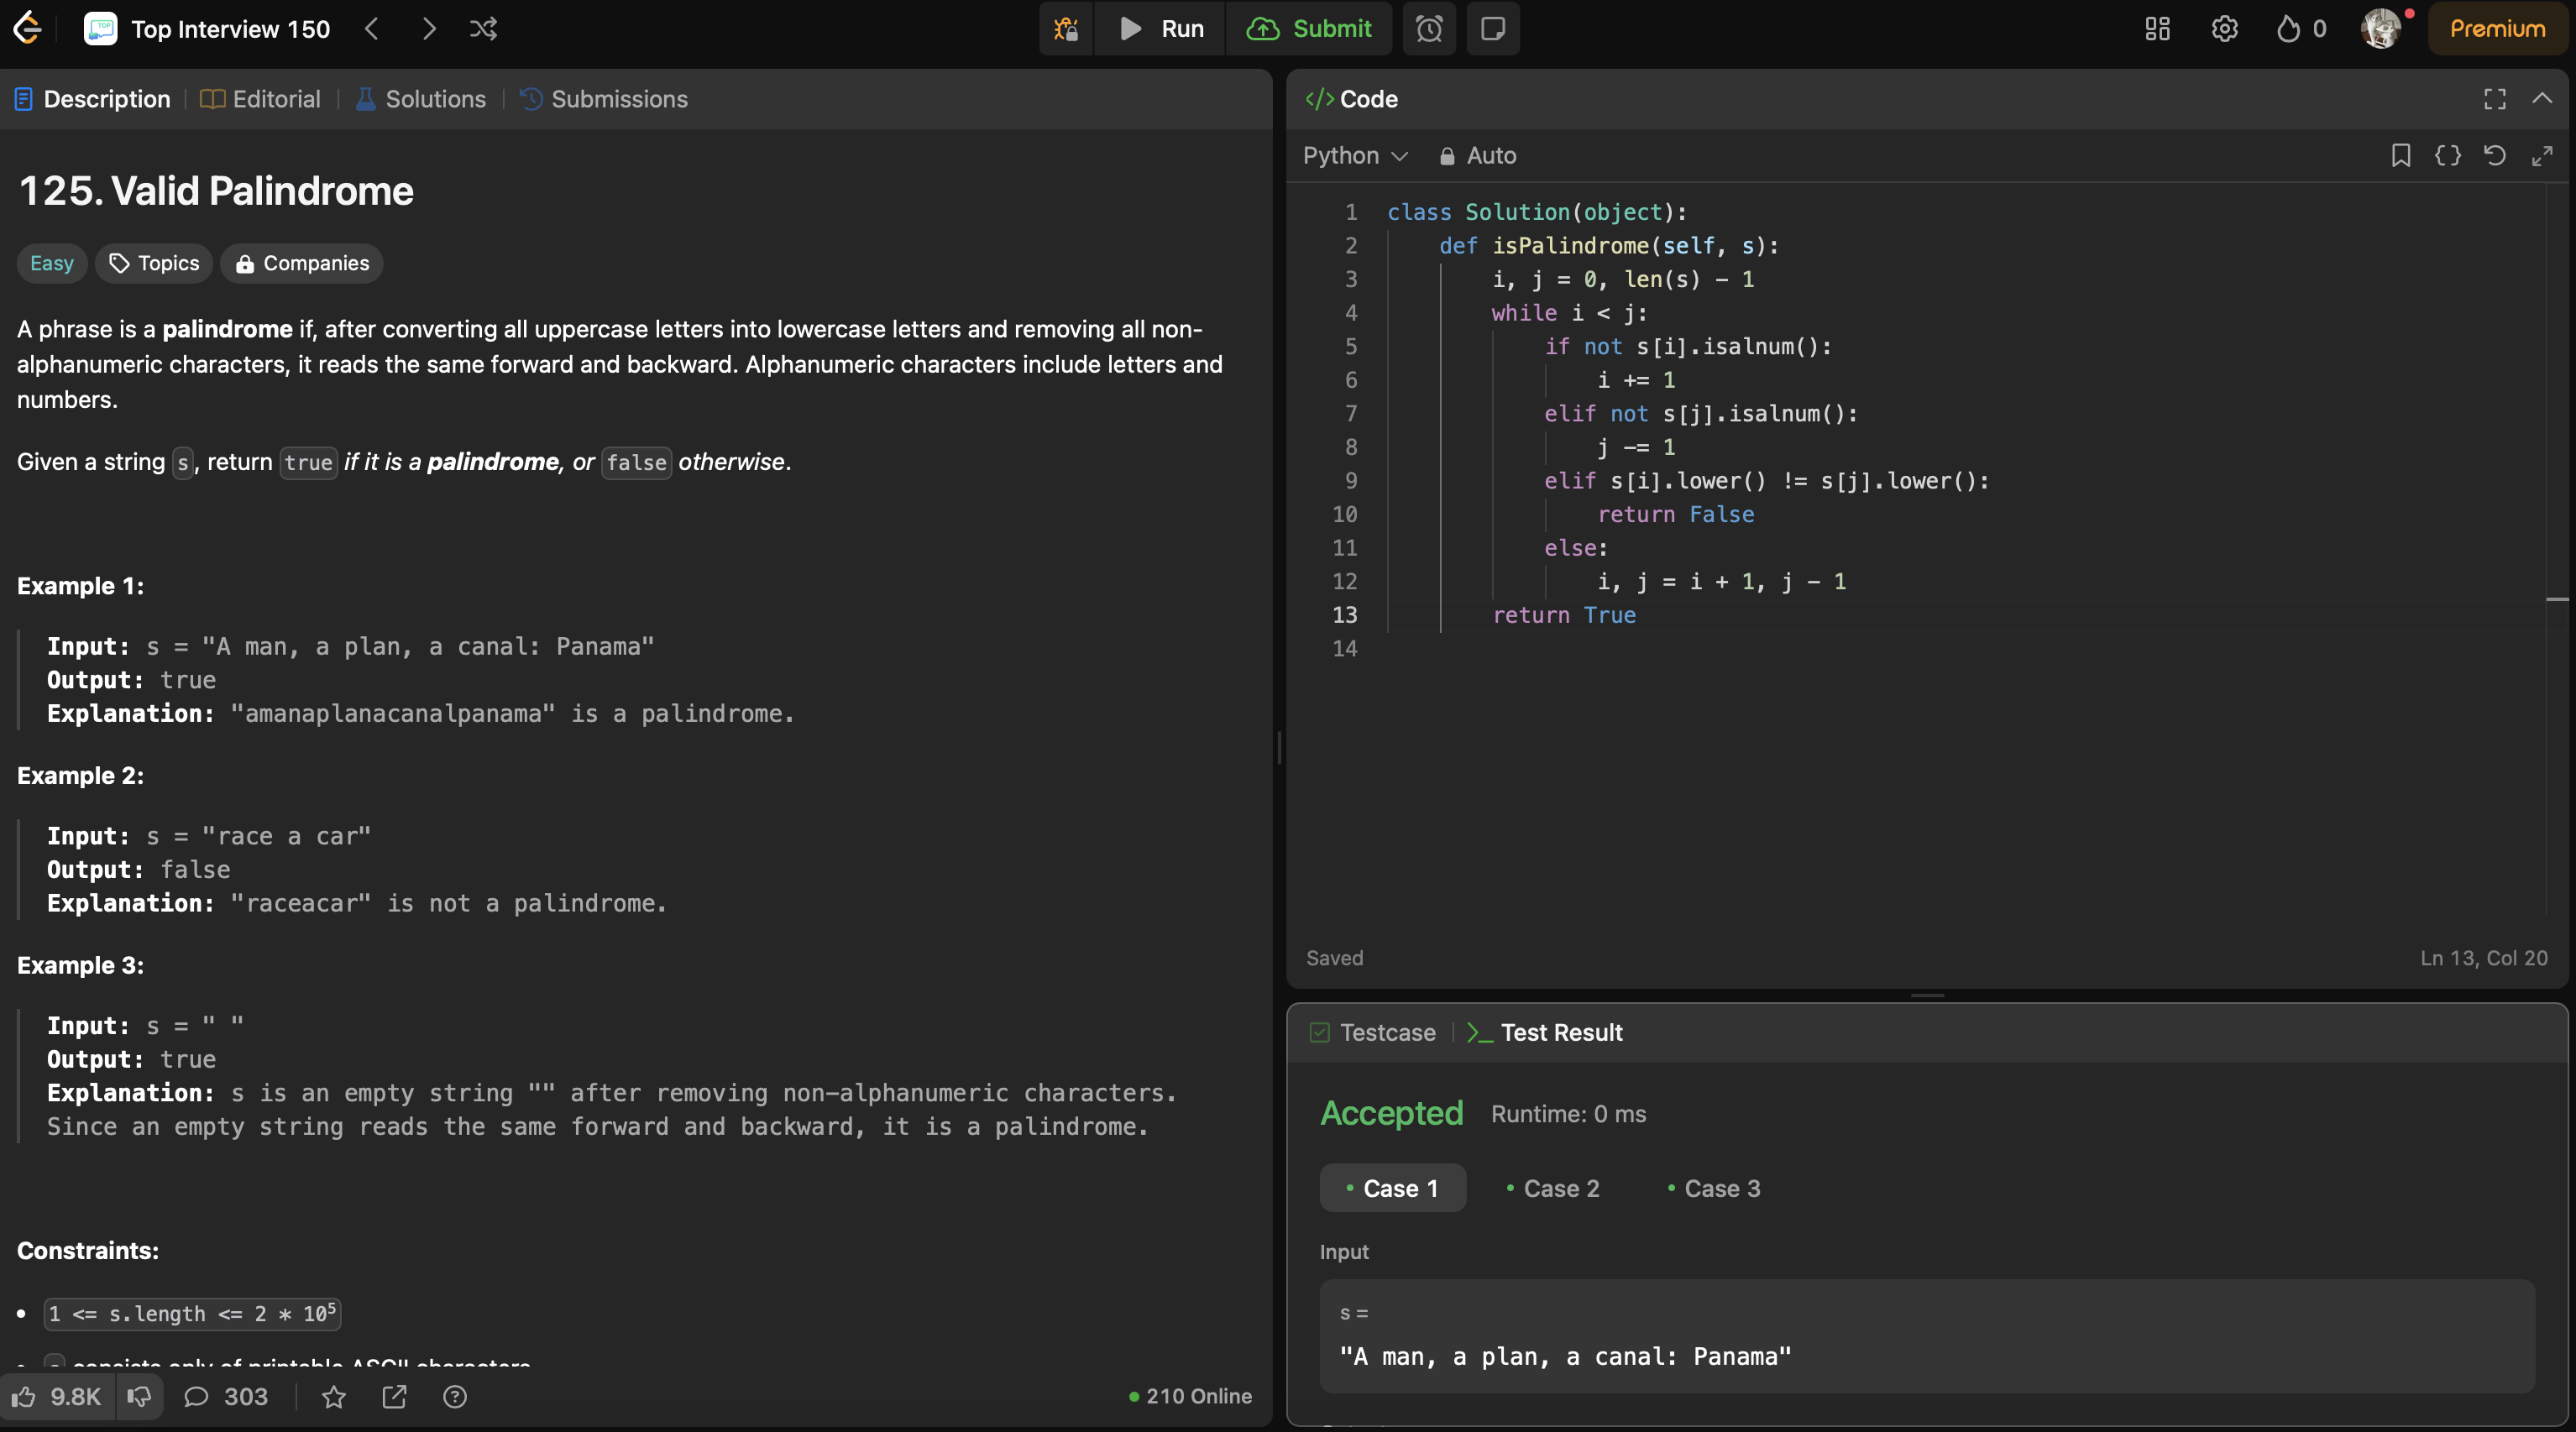 Top Interview 150
Run
Submit
0
Premium
Description
Editorial
Solutions
Submissions
125. Valid Palindrome
Easy
Topics
Companies
A phrase is a palindrome if, after converting all uppercase letters into lowercase letters and removing all non-
alphanumeric characters, it reads the same forward and backward. Alphanumeric characters include letters and
numbers.
Given a string s, return true if it is a palindrome, or false otherwise.
Example 1:
Input: s = "A man, a plan, a canal: Panama"
Output: true
Explanation: "amanaplanacanalpanama" is a palindrome.
Example 2:
Input: s = "race a car"
Output: false
Explanation: "raceacar" is not a palindrome.
Example 3:
Input: s = " "
Output: true
Explanation: s is an empty string "" after removing non-alphanumeric characters.
Since an empty string reads the same forward and backward, it is a palindrome.
Constraints:
1 <= s.length <= 2 * 10⁵
s consists only of printable ASCII characters
9.8K
303
210 Online
</> Code
Python
Auto
1 class Solution(object):
2     def isPalindrome(self, s):
3         i, j = 0, len(s) - 1
4         while i < j:
5             if not s[i].isalnum():
6                 i += 1
7             elif not s[j].isalnum():
8                 j -= 1
9             elif s[i].lower() != s[j].lower():
10                 return False
11             else:
12                 i, j = i + 1, j - 1
13         return True
14
Saved
Ln 13, Col 20
Testcase
Test Result
Accepted
Runtime: 0 ms
Case 1
Case 2
Case 3
Input
s =
"A man, a plan, a canal: Panama"